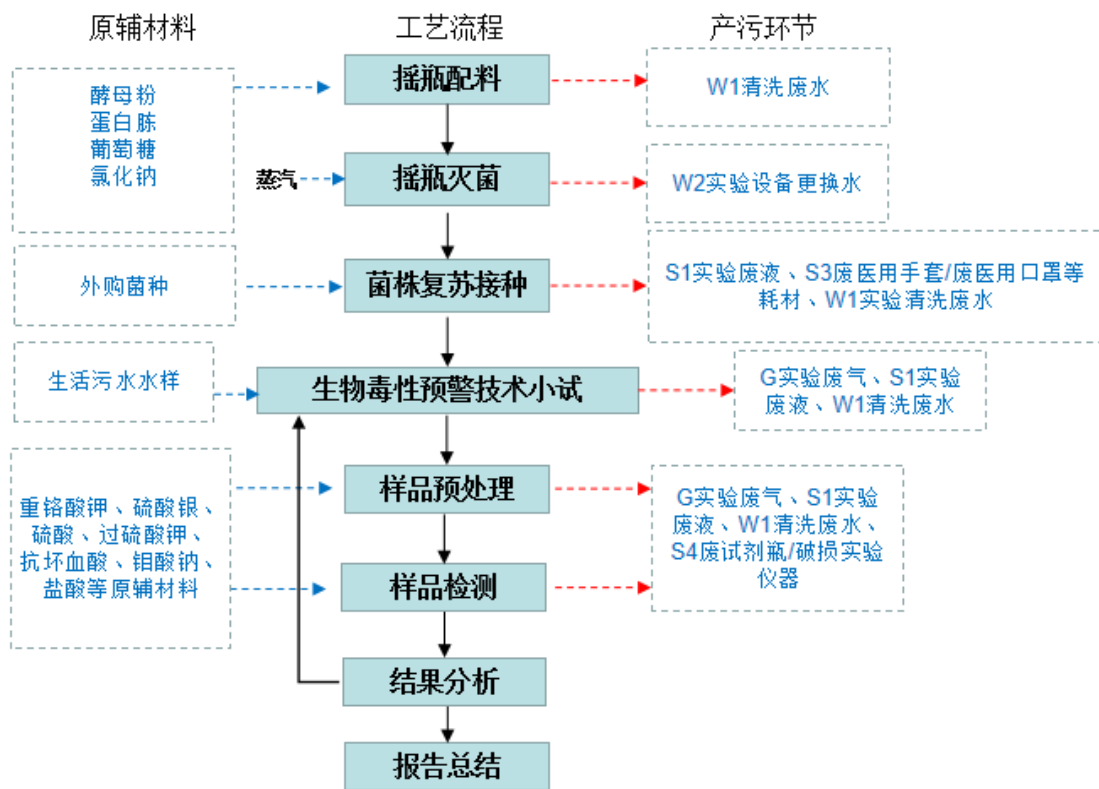 原辅材料 工艺流程 产污环节
酵母粉
蛋白胨
葡萄糖
氯化钠
摇瓶配料
W1清洗废水
蒸汽
摇瓶灭菌
W2实验设备更换水
外购菌种
菌株复苏接种
S1实验废液、S3废医用手套/废医用口罩等
耗材、W1实验清洗废水
生活污水水样
生物毒性预警技术小试
G实验废气、S1实验
废液、W1清洗废水
重铬酸钾、硫酸银、
硫酸、过硫酸钾、
抗坏血酸、钼酸钠、
盐酸等原辅材料
样品预处理
样品检测
G实验废气、S1实验
废液、W1清洗废水、
S4废试剂瓶/破损实验
仪器
结果分析
报告总结